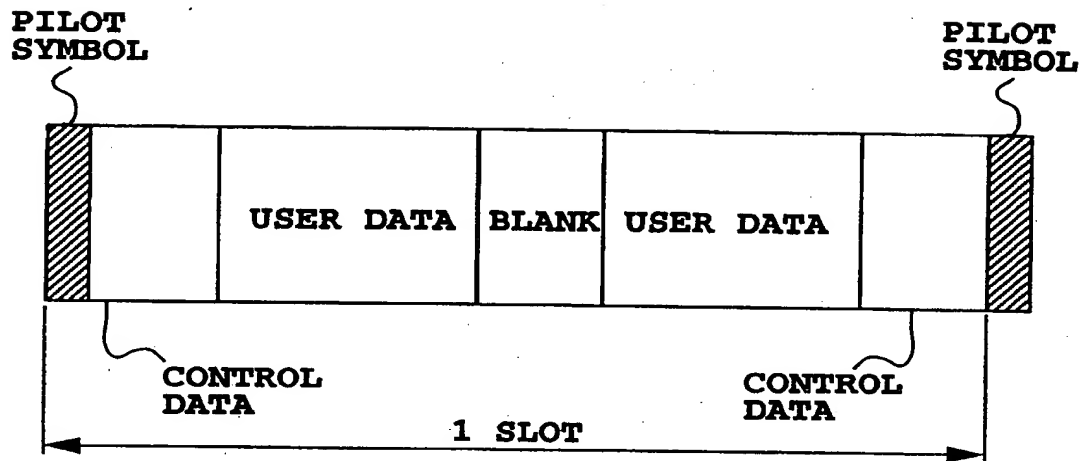 PILOT
SYMBOL
PILOT
SYMBOL
USER DATA
BLANK
USER DATA
CONTROL
DATA
CONTROL
DATA
1 SLOT